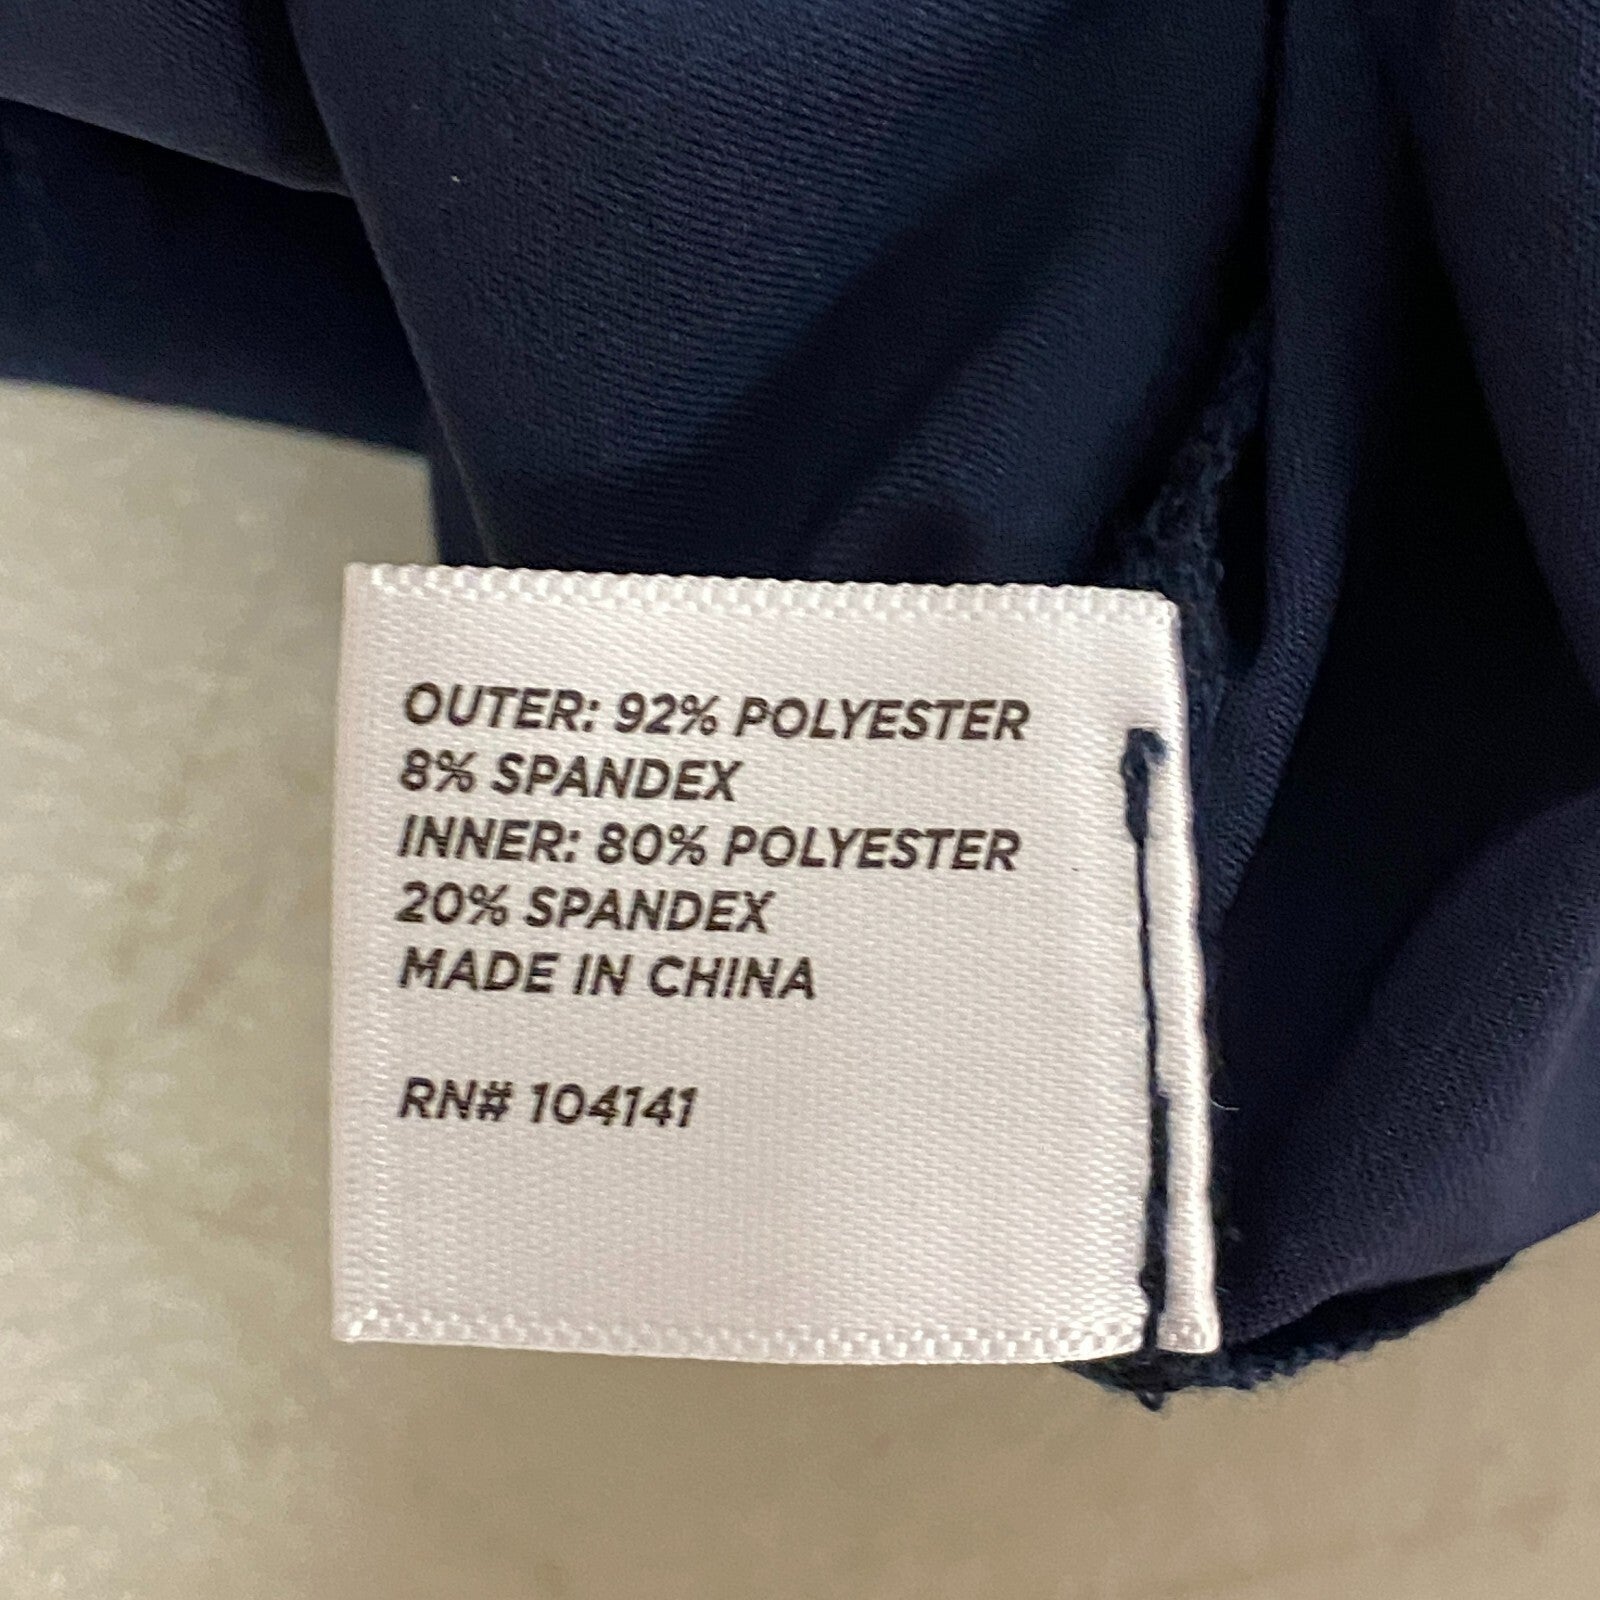 OUTER: 92% POLYESTER
8% SPANDEX
INNER: 80% POLYESTER
20% SPANDEX
MADE IN CHINA
RN# 104141